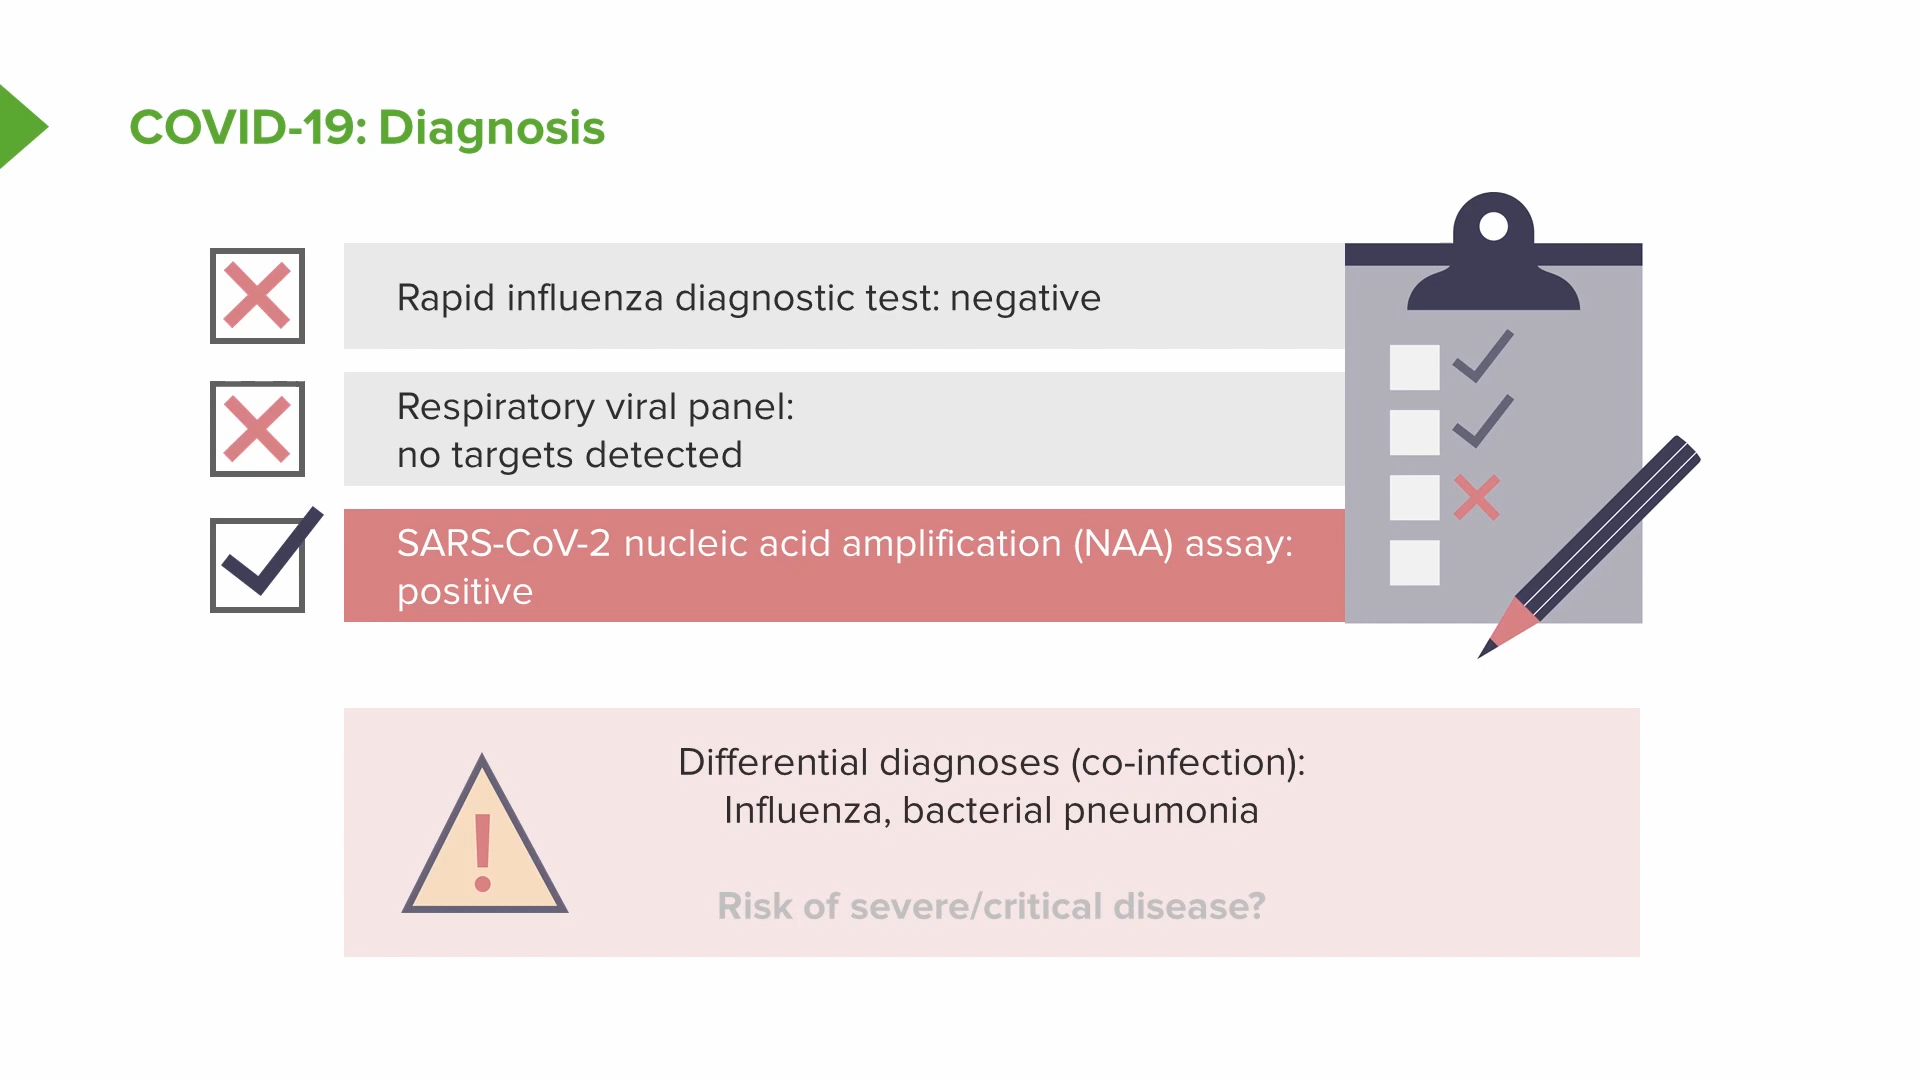 COVID-19: Diagnosis
Rapid influenza diagnostic test: negative
Respiratory viral panel:
no targets detected
SARS-CoV-2 nucleic acid amplification (NAA) assay:
positive
Differential diagnoses (co-infection):
Influenza, bacterial pneumonia
Risk of severe/critical disease?